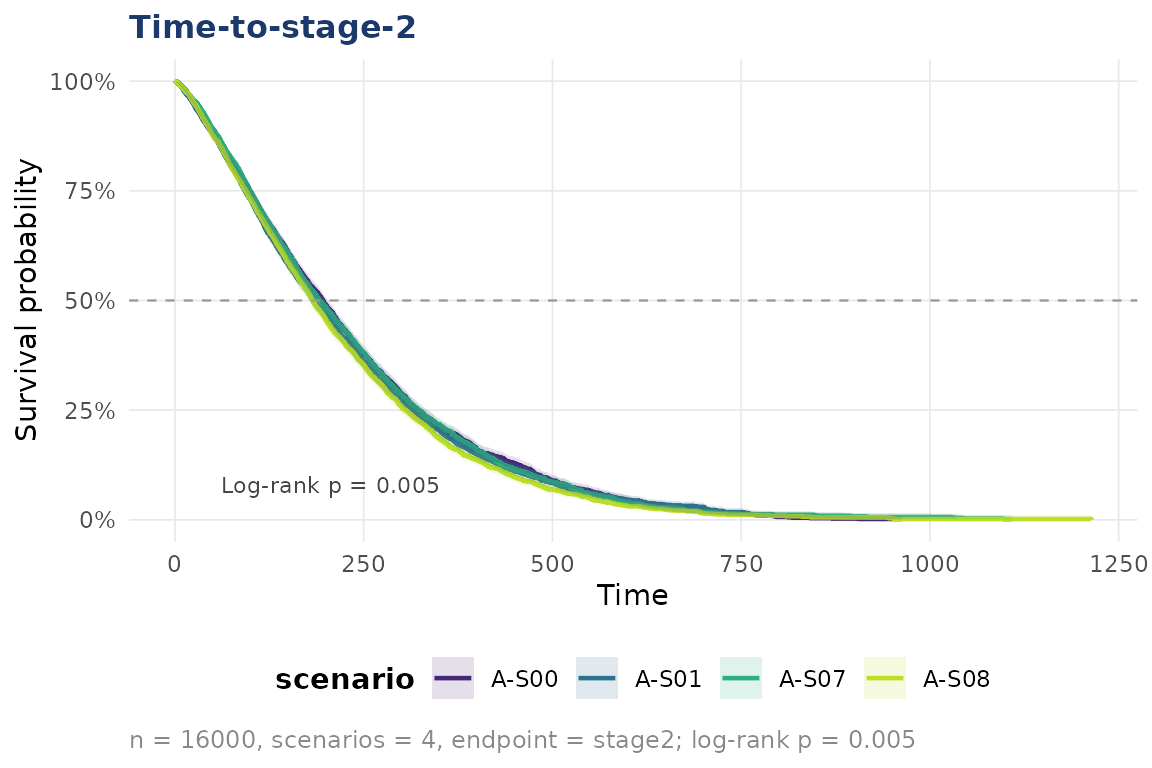 Time-to-stage-2
Survival probability
100%
75%
50%
25%
0%
Log-rank p = 0.005
0 250 500 750 1000 1250
Time
scenario A-S00 A-S01 A-S07 A-S08
n = 16000, scenarios = 4, endpoint = stage2; log-rank p = 0.005